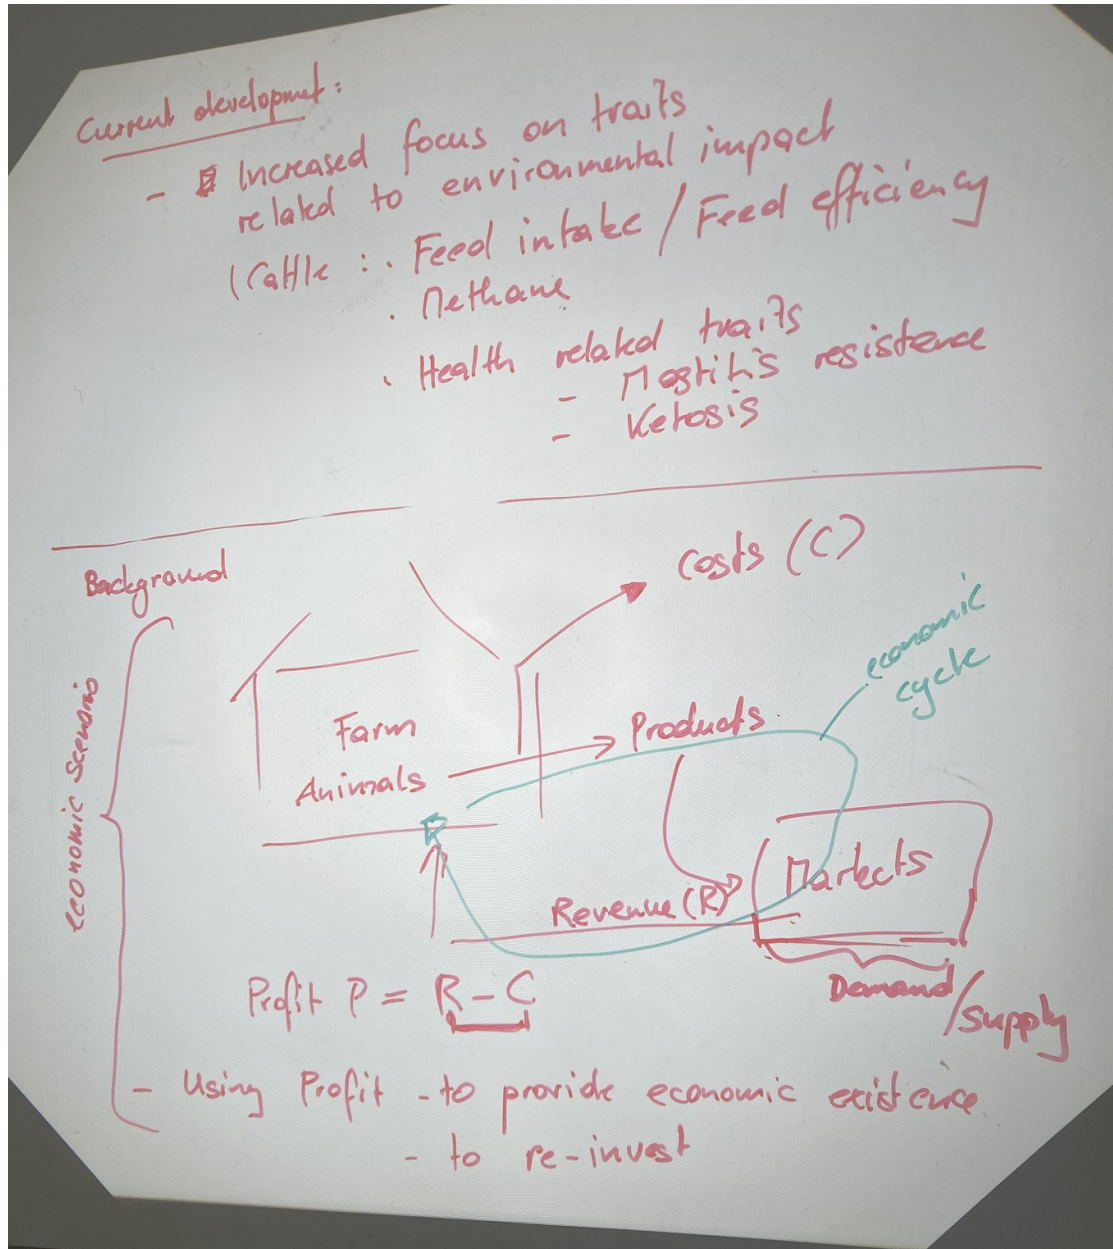 Current development:
- Increased focus on traits
related to environmental impact
(Cattle : · Feed intake / Feed efficiency
· Methane
· Health related traits
- Mastitis resistence
- Ketosis
Background
Costs (C)
economic
cycle
Economic Scenario
Farm
Animals
Products
Markets
Revenue (R)
Demand
/supply
Profit P = R - C
- Using Profit - to provide economic existence
- to re-invest